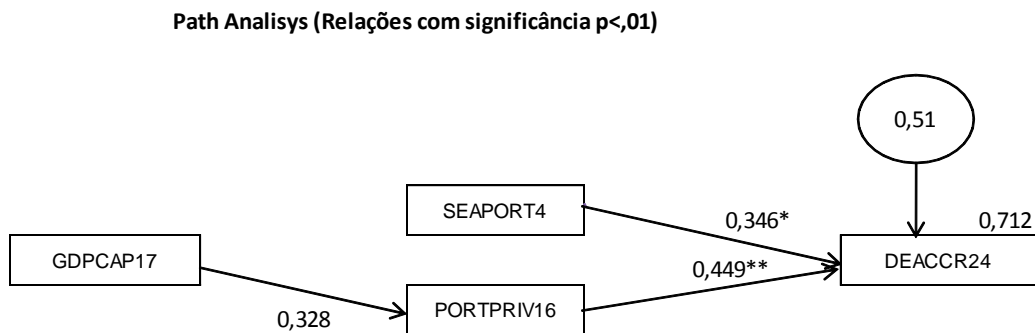 Path Analisys (Relações com significância p<,01)
0,51
SEAPORT4
0,346*
0,712
GDPCAP17
DEACCR24
0,449**
PORTPRIV16
0,328